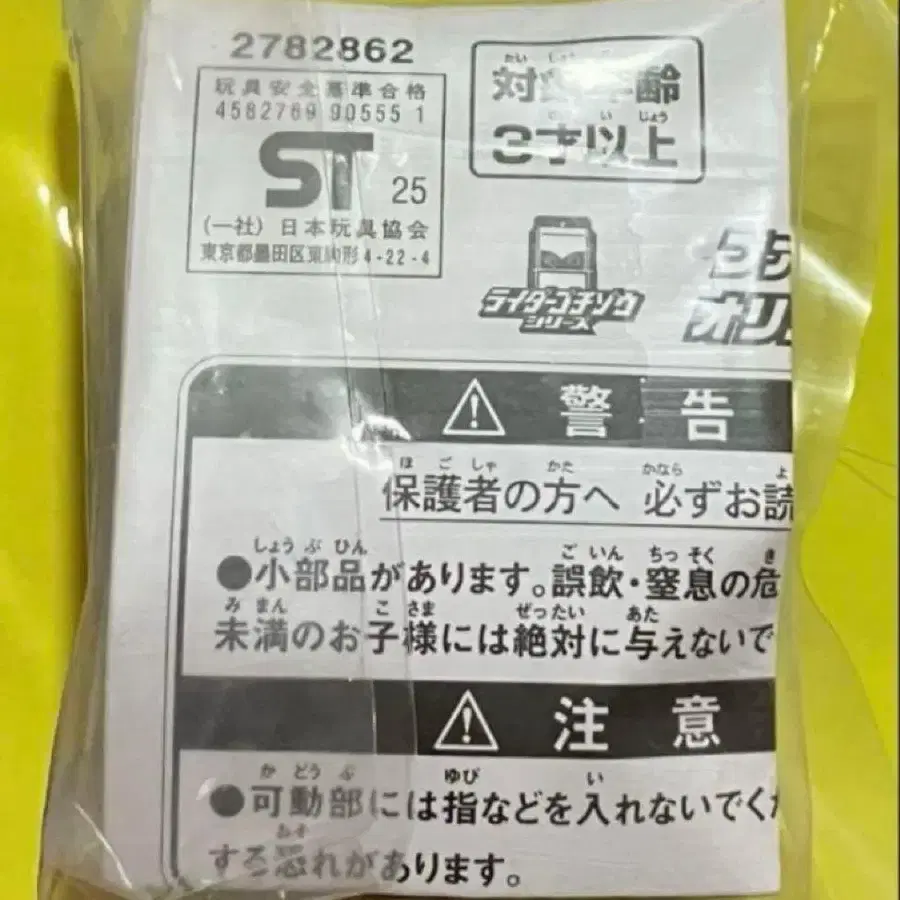 2782862
玩具安全基準合格
4582769 90555 1
ST 25
(一社)日本玩具協会
東京都墨田区東駒形4-22-4
たいしょう
対象年齢
い じょう
3才以上
ライダーゴチゾウ
シリーズ
オリ
警告
ほごしゃ かた かなら よ
保護者の方へ 必ずお読
しょうぶひん ごいん ちっそく き
●小部品があります。誤飲・窒息の危
みまん こさま ぜったい あた
未満のお子様には絶対に与えないで
注意
かどうぶ ゆび い
●可動部には指などを入れないでくだ
おそ
する恐れがあります。